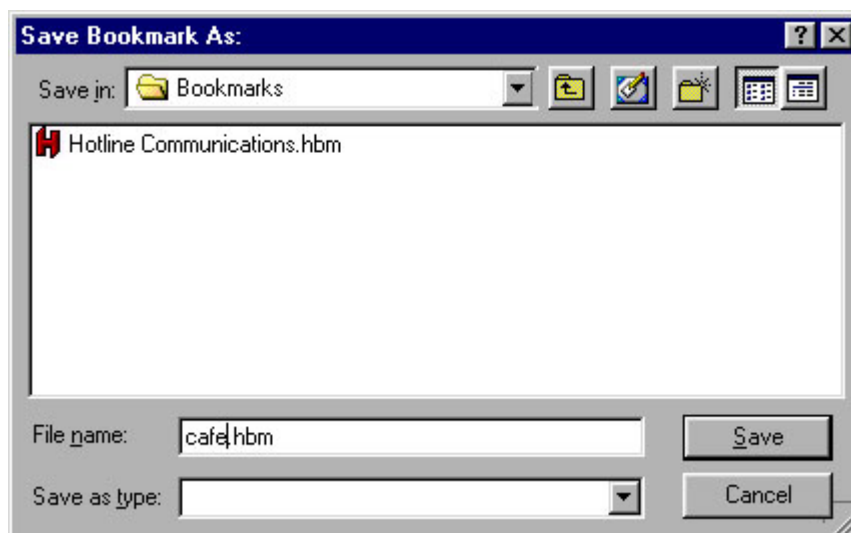 Save Bookmark As:
Save in: Bookmarks
Hotline Communications.hbm
File name: cafe.hbm Save
Save as type: Cancel